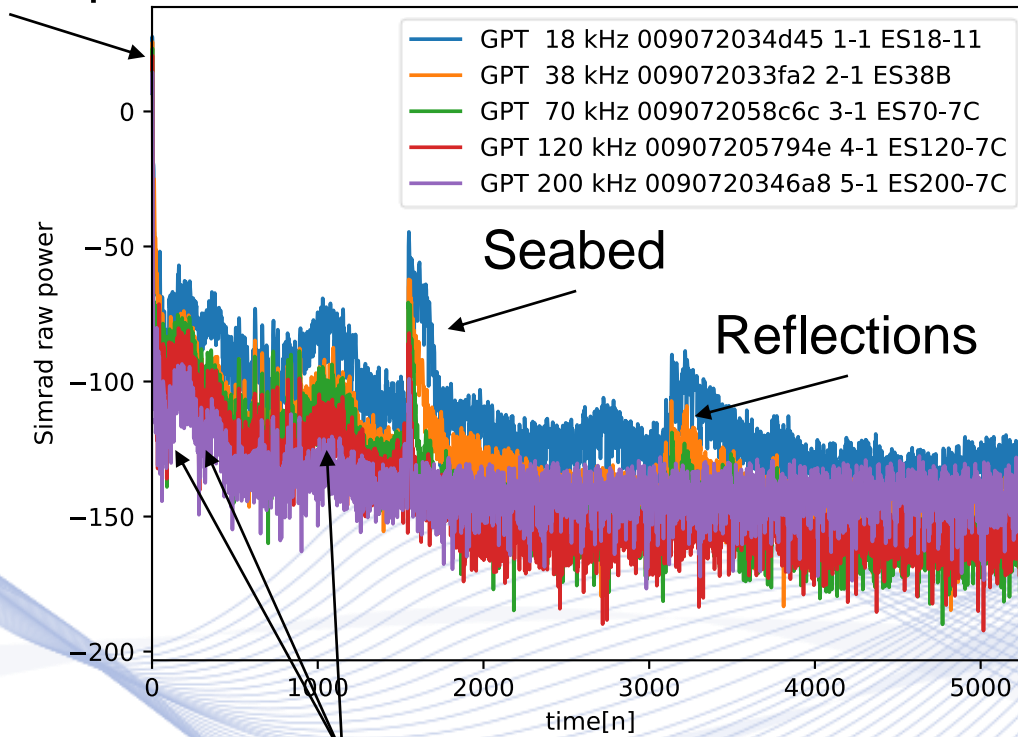 GPT 18 kHz 009072034d45 1-1 ES18-11
GPT 38 kHz 009072033fa2 2-1 ES38B
GPT 70 kHz 009072058c6c 3-1 ES70-7C
GPT 120 kHz 00907205794e 4-1 ES120-7C
GPT 200 kHz 0090720346a8 5-1 ES200-7C
Seabed
Reflections
Simrad raw power
0
−50
−100
−150
−200
0 1000 2000 3000 4000 5000
time[n]